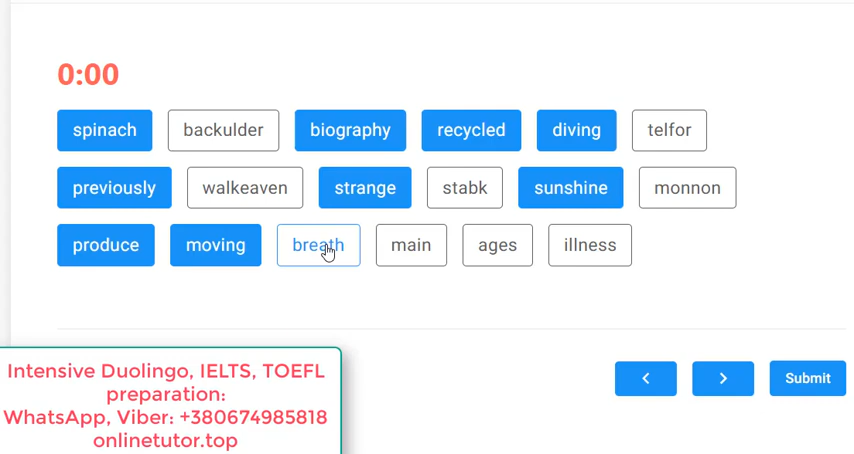 0:00
spinach backulder biography recycled diving telfor
previously walkeaven strange stabk sunshine monnon
produce moving breath main ages illness
Intensive Duolingo, IELTS, TOEFL
preparation:
WhatsApp, Viber: +380674985818
onlinetutor.top
Submit